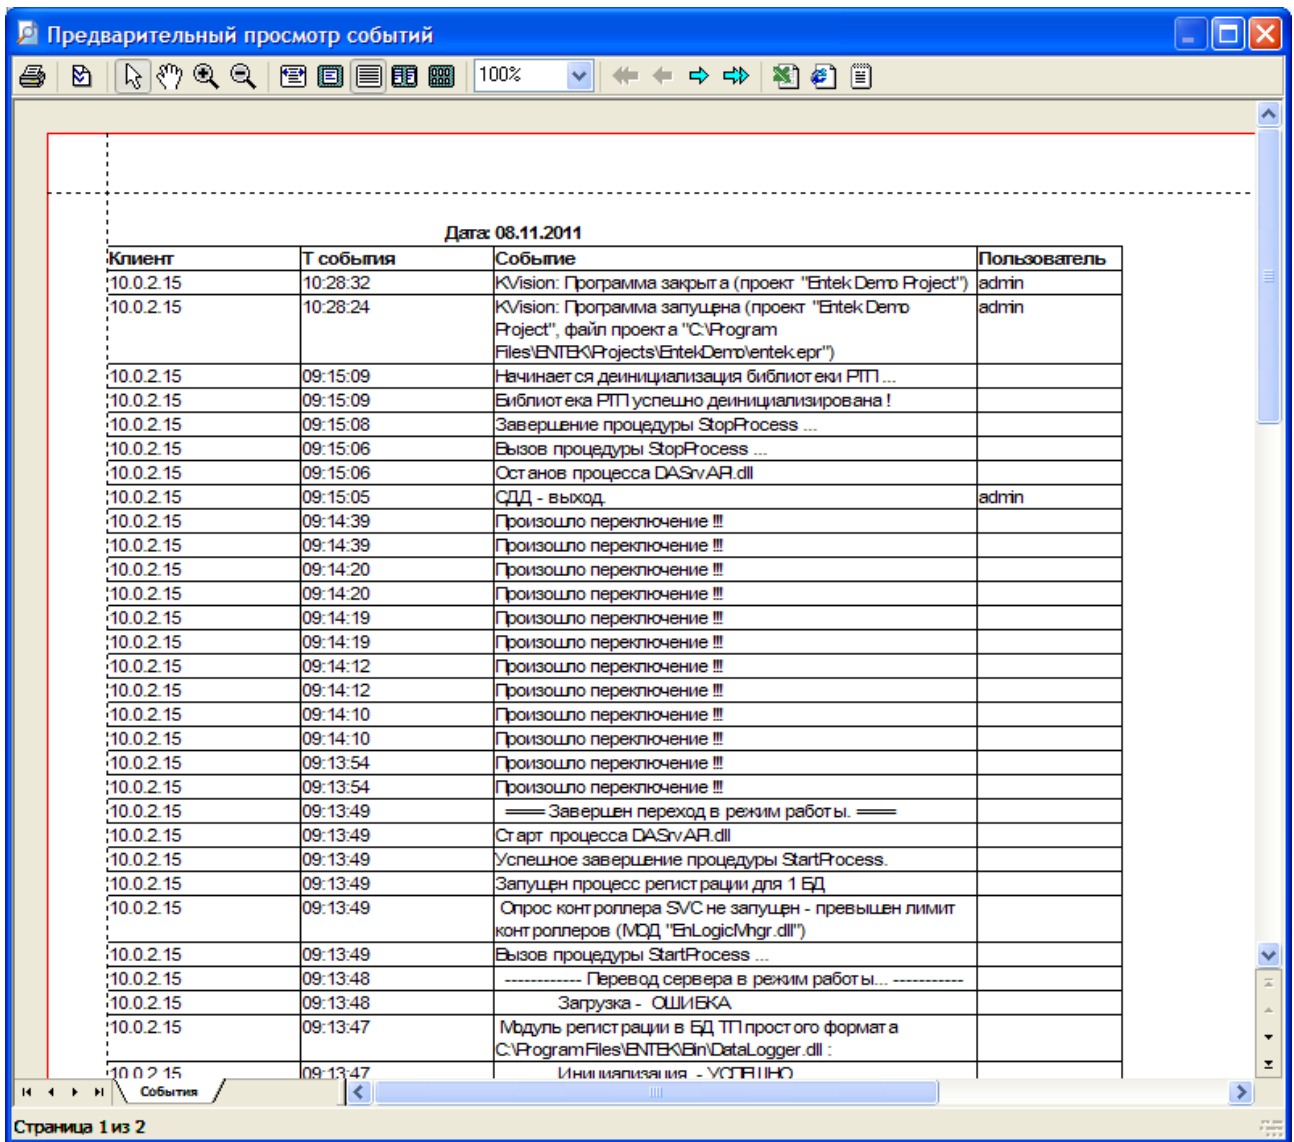 Предварительный просмотр событий
100%
Дата: 08.11.2011
Клиент Т события Событие Пользователь
10.0.2.15 10:28:32 KVision: Программа закрыта (проект "Entek Demo Project") admin
10.0.2.15 10:28:24 KVision: Программа запущена (проект "Entek Demo admin
Project", файл проекта "C:\Program
Files\ENTEK\Projects\EntekDemo\entek.epr")
10.0.2.15 09:15:09 Начинается деинициализация библиотеки РТП ...
10.0.2.15 09:15:09 Библиотека РТП успешно деинициализирована !
10.0.2.15 09:15:08 Завершение процедуры StopProcess ...
10.0.2.15 09:15:06 Вызов процедуры StopProcess ...
10.0.2.15 09:15:06 Останов процесса DASrvAPI.dll
10.0.2.15 09:15:05 СДД - выход. admin
10.0.2.15 09:14:39 Произошло переключение !!!
10.0.2.15 09:14:39 Произошло переключение !!!
10.0.2.15 09:14:20 Произошло переключение !!!
10.0.2.15 09:14:20 Произошло переключение !!!
10.0.2.15 09:14:19 Произошло переключение !!!
10.0.2.15 09:14:19 Произошло переключение !!!
10.0.2.15 09:14:12 Произошло переключение !!!
10.0.2.15 09:14:12 Произошло переключение !!!
10.0.2.15 09:14:10 Произошло переключение !!!
10.0.2.15 09:14:10 Произошло переключение !!!
10.0.2.15 09:13:54 Произошло переключение !!!
10.0.2.15 09:13:54 Произошло переключение !!!
10.0.2.15 09:13:49 ==== Завершен переход в режим работы. ====
10.0.2.15 09:13:49 Старт процесса DASrvAPI.dll
10.0.2.15 09:13:49 Успешное завершение процедуры StartProcess.
10.0.2.15 09:13:49 Запущен процесс регистрации для 1 БД
10.0.2.15 09:13:49 Опрос контроллера SVC не запущен - превышен лимит
контроллеров (МОД "EnLogicMngr.dll")
10.0.2.15 09:13:49 Вызов процедуры StartProcess ...
10.0.2.15 09:13:48 ------------ Перевод сервера в режим работы... -----------
10.0.2.15 09:13:48 Загрузка - ОШИБКА
10.0.2.15 09:13:47 Модуль регистрации в БД ТП простого формата
C:\Program Files\ENTEK\Bin\DataLogger.dll :
10.0.2.15 09:13:47 Инициализация - УСПЕШНО
События
Страница 1 из 2